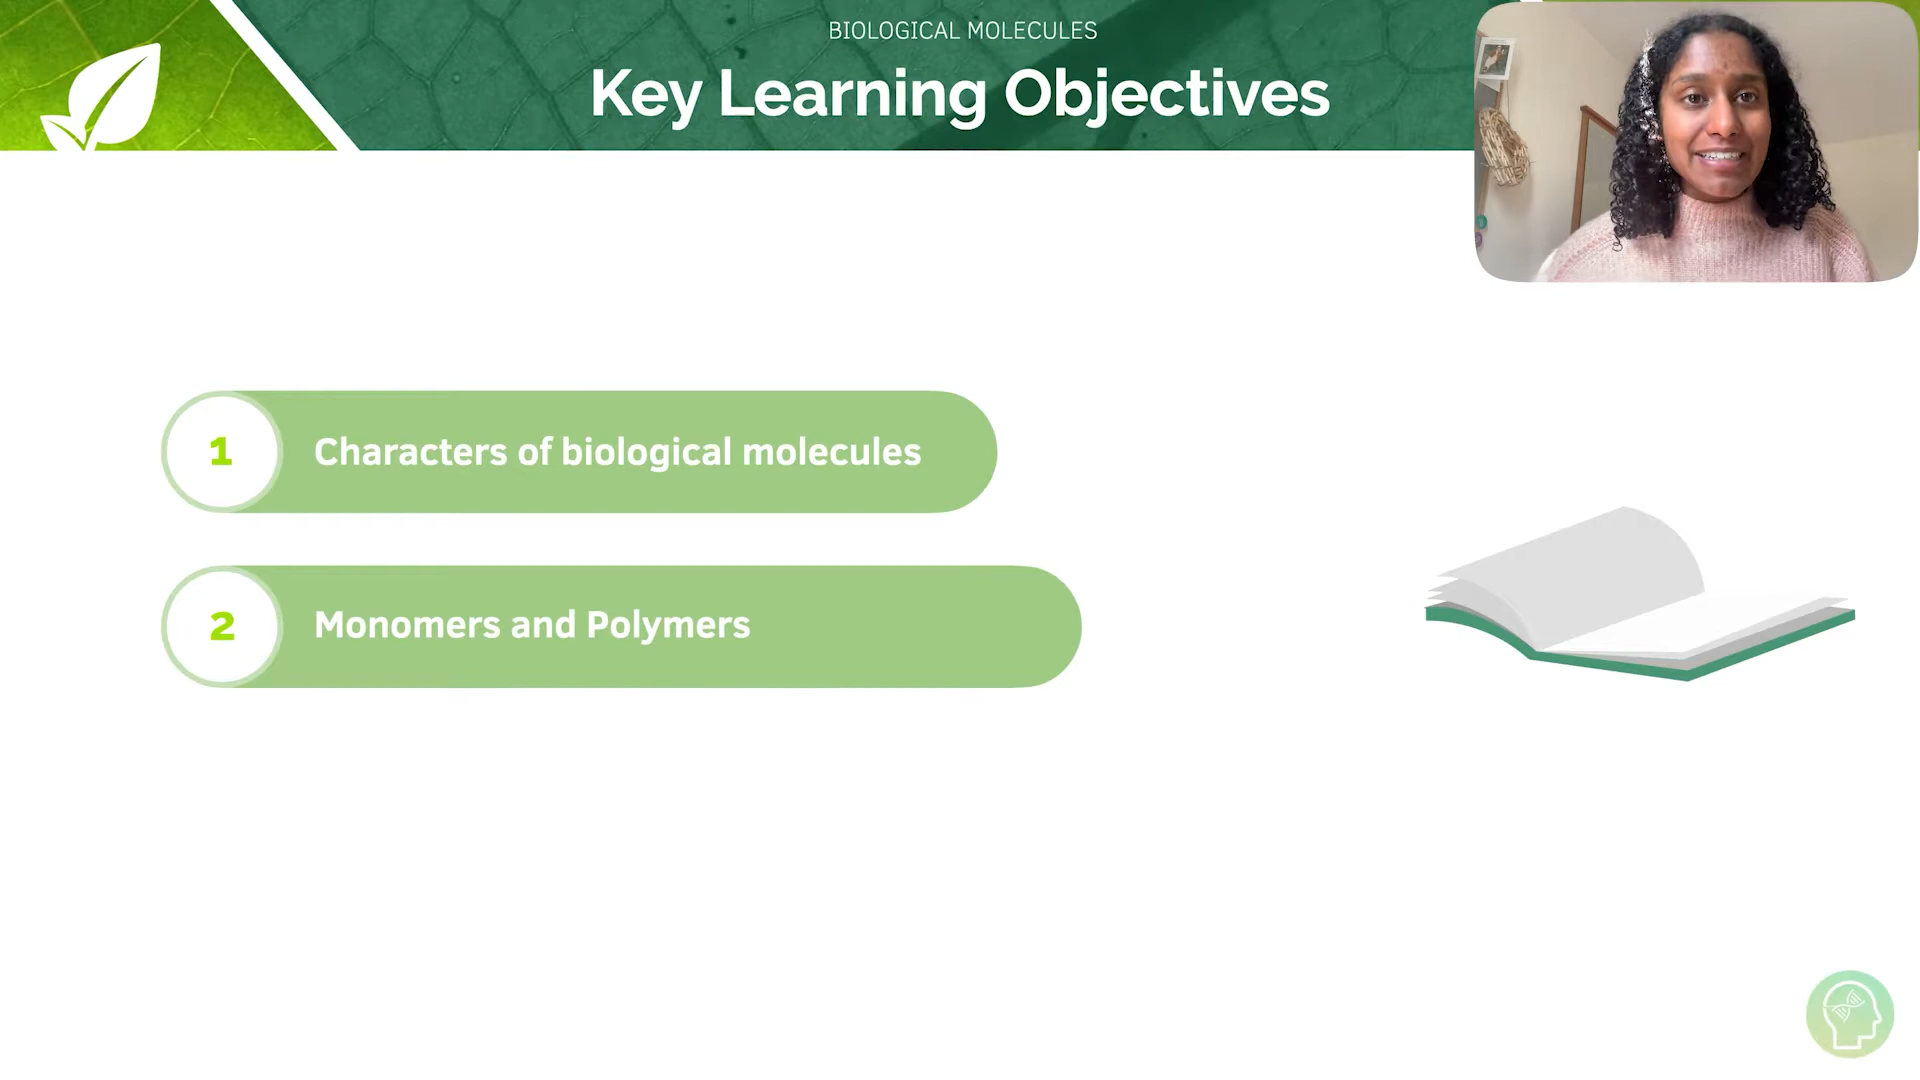 BIOLOGICAL MOLECULES
Key Learning Objectives
1 Characters of biological molecules
2 Monomers and Polymers